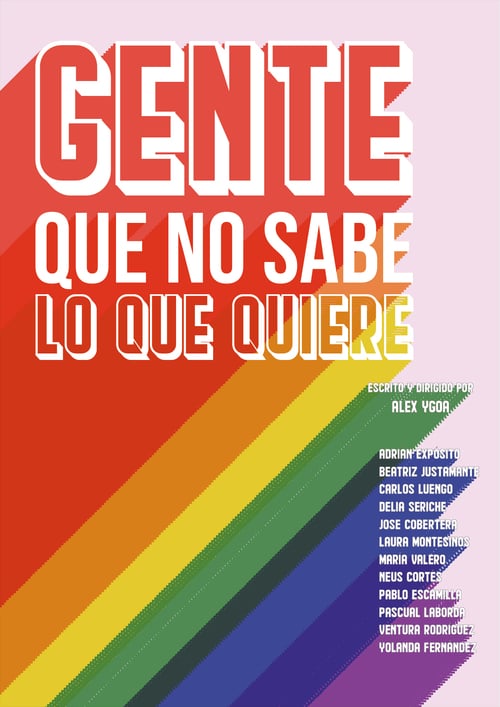 GENTE
QUE NO SABE
LO QUE QUIERE
ESCRITO Y DIRIGIDO POR
ALEX YGOA
ADRIAN EXPÓSITO
BEATRIZ JUSTAMANTE
CARLOS LUENGO
DELIA SERICHE
JOSE COBERTERA
LAURA MONTESINOS
MARIA VALERO
NEUS CORTES
PABLO ESCAMILLA
PASCUAL LABORDA
VENTURA RODRIGUEZ
YOLANDA FERNANDEZ